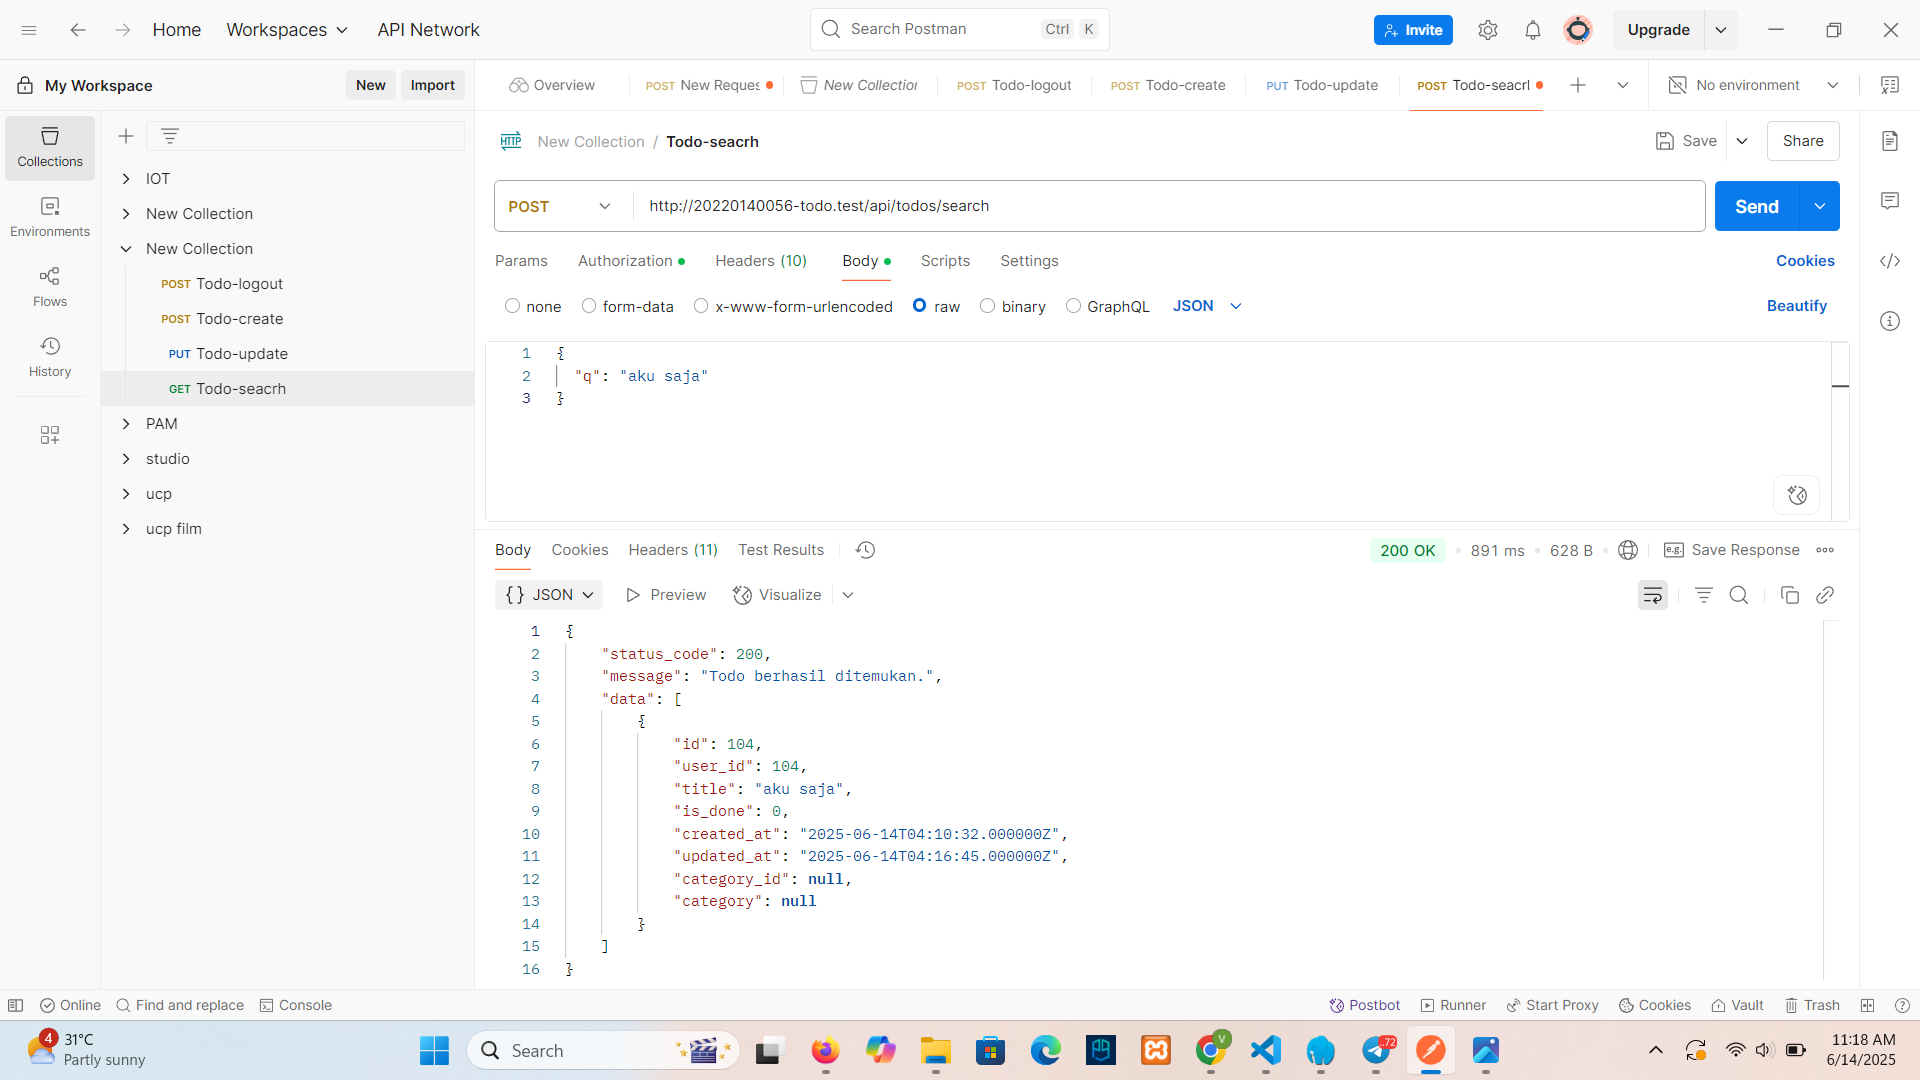 Home Workspaces API Network Search Postman Ctrl K Invite Upgrade
My Workspace New Import Overview POST New Reques New Collection POST Todo-logout POST Todo-create PUT Todo-update POST Todo-seacrl No environment
Collections
Environments
Flows
History
IOT
New Collection
New Collection
POST Todo-logout
POST Todo-create
PUT Todo-update
GET Todo-seacrh
PAM
studio
ucp
ucp film
HTTP New Collection / Todo-seacrh Save Share
POST http://20220140056-todo.test/api/todos/search Send
Params Authorization Headers (10) Body Scripts Settings Cookies
none form-data x-www-form-urlencoded raw binary GraphQL JSON Beautify
1 {
2 "q": "aku saja"
3 }
Body Cookies Headers (11) Test Results 200 OK 891 ms 628 B e.g. Save Response
{} JSON Preview Visualize
1 {
2 "status_code": 200,
3 "message": "Todo berhasil ditemukan.",
4 "data": [
5 {
6 "id": 104,
7 "user_id": 104,
8 "title": "aku saja",
9 "is_done": 0,
10 "created_at": "2025-06-14T04:10:32.000000Z",
11 "updated_at": "2025-06-14T04:16:45.000000Z",
12 "category_id": null,
13 "category": null
14 }
15 ]
16 }
Online Find and replace Console Postbot Runner Start Proxy Cookies Vault Trash
4 31°C
Partly sunny
Search
V
72
11:18 AM
6/14/2025